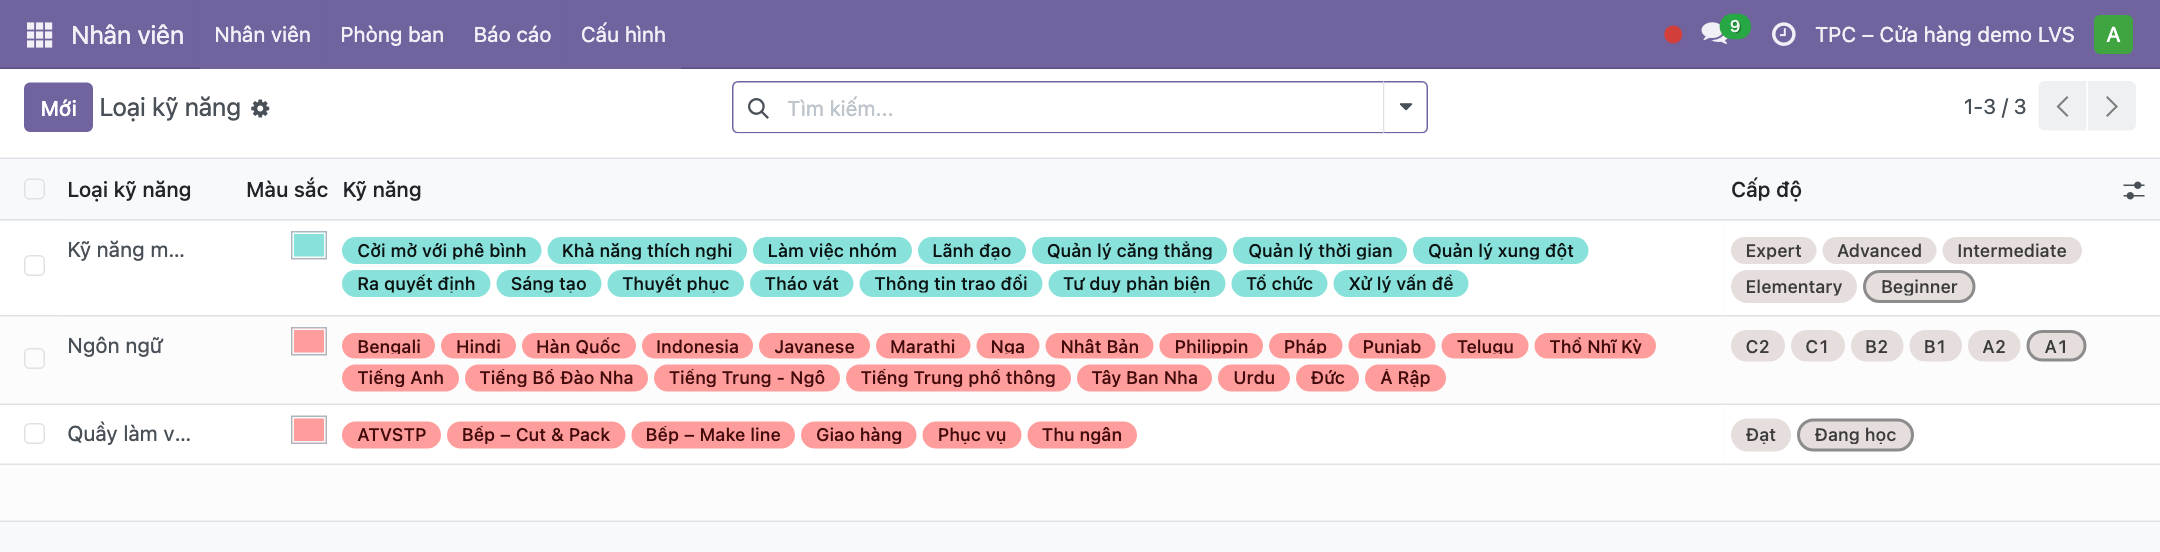 Nhân viên Nhân viên Phòng ban Báo cáo Cấu hình 9 TPC – Cửa hàng demo LVS A
Mới Loại kỹ năng Tìm kiếm... 1-3 / 3
Loại kỹ năng Màu sắc Kỹ năng Cấp độ
Kỹ năng m... Cởi mở với phê bình Khả năng thích nghi Làm việc nhóm Lãnh đạo Quản lý căng thẳng Quản lý thời gian Quản lý xung đột Expert Advanced Intermediate
Ra quyết định Sáng tạo Thuyết phục Tháo vát Thông tin trao đổi Tư duy phản biện Tổ chức Xử lý vấn đề Elementary Beginner
Ngôn ngữ Bengali Hindi Hàn Quốc Indonesia Javanese Marathi Nga Nhật Bản Philippin Pháp Punjab Telugu Thổ Nhĩ Kỳ C2 C1 B2 B1 A2 A1
Tiếng Anh Tiếng Bồ Đào Nha Tiếng Trung - Ngô Tiếng Trung phổ thông Tây Ban Nha Urdu Đức Ả Rập
Quầy làm v... ATVSTP Bếp – Cut & Pack Bếp – Make line Giao hàng Phục vụ Thu ngân Đạt Đang học